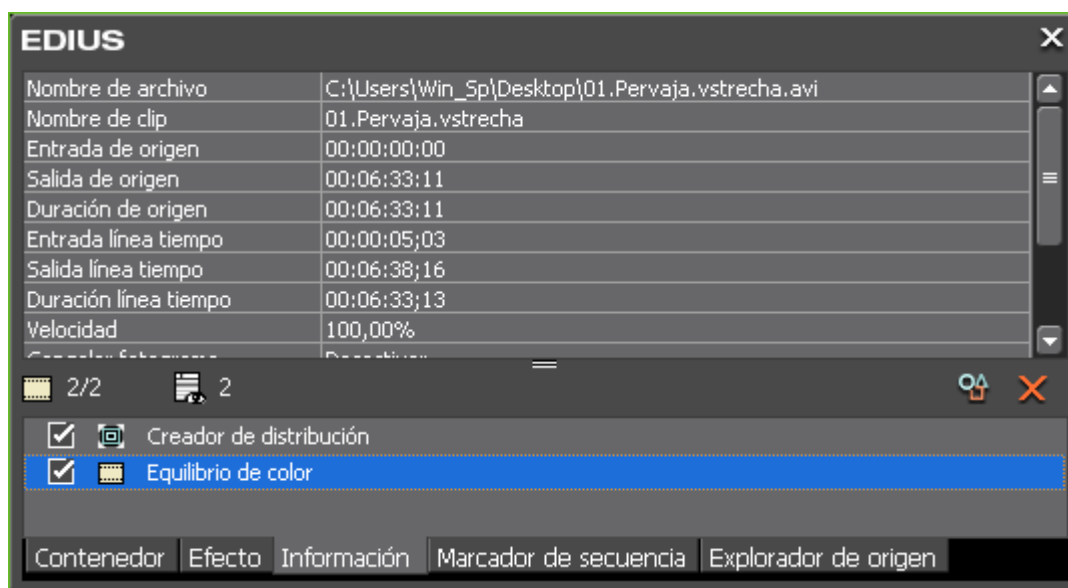 EDIUS
Nombre de archivo C:\Users\Win_Sp\Desktop\01.Pervaja.vstrecha.avi
Nombre de clip 01.Pervaja.vstrecha
Entrada de origen 00:00:00:00
Salida de origen 00:06:33:11
Duración de origen 00:06:33:11
Entrada línea tiempo 00:00:05;03
Salida línea tiempo 00:06:38;16
Duración línea tiempo 00:06:33;13
Velocidad 100,00%
2/2 2
Creador de distribución
Equilibrio de color
Contenedor Efecto Información Marcador de secuencia Explorador de origen